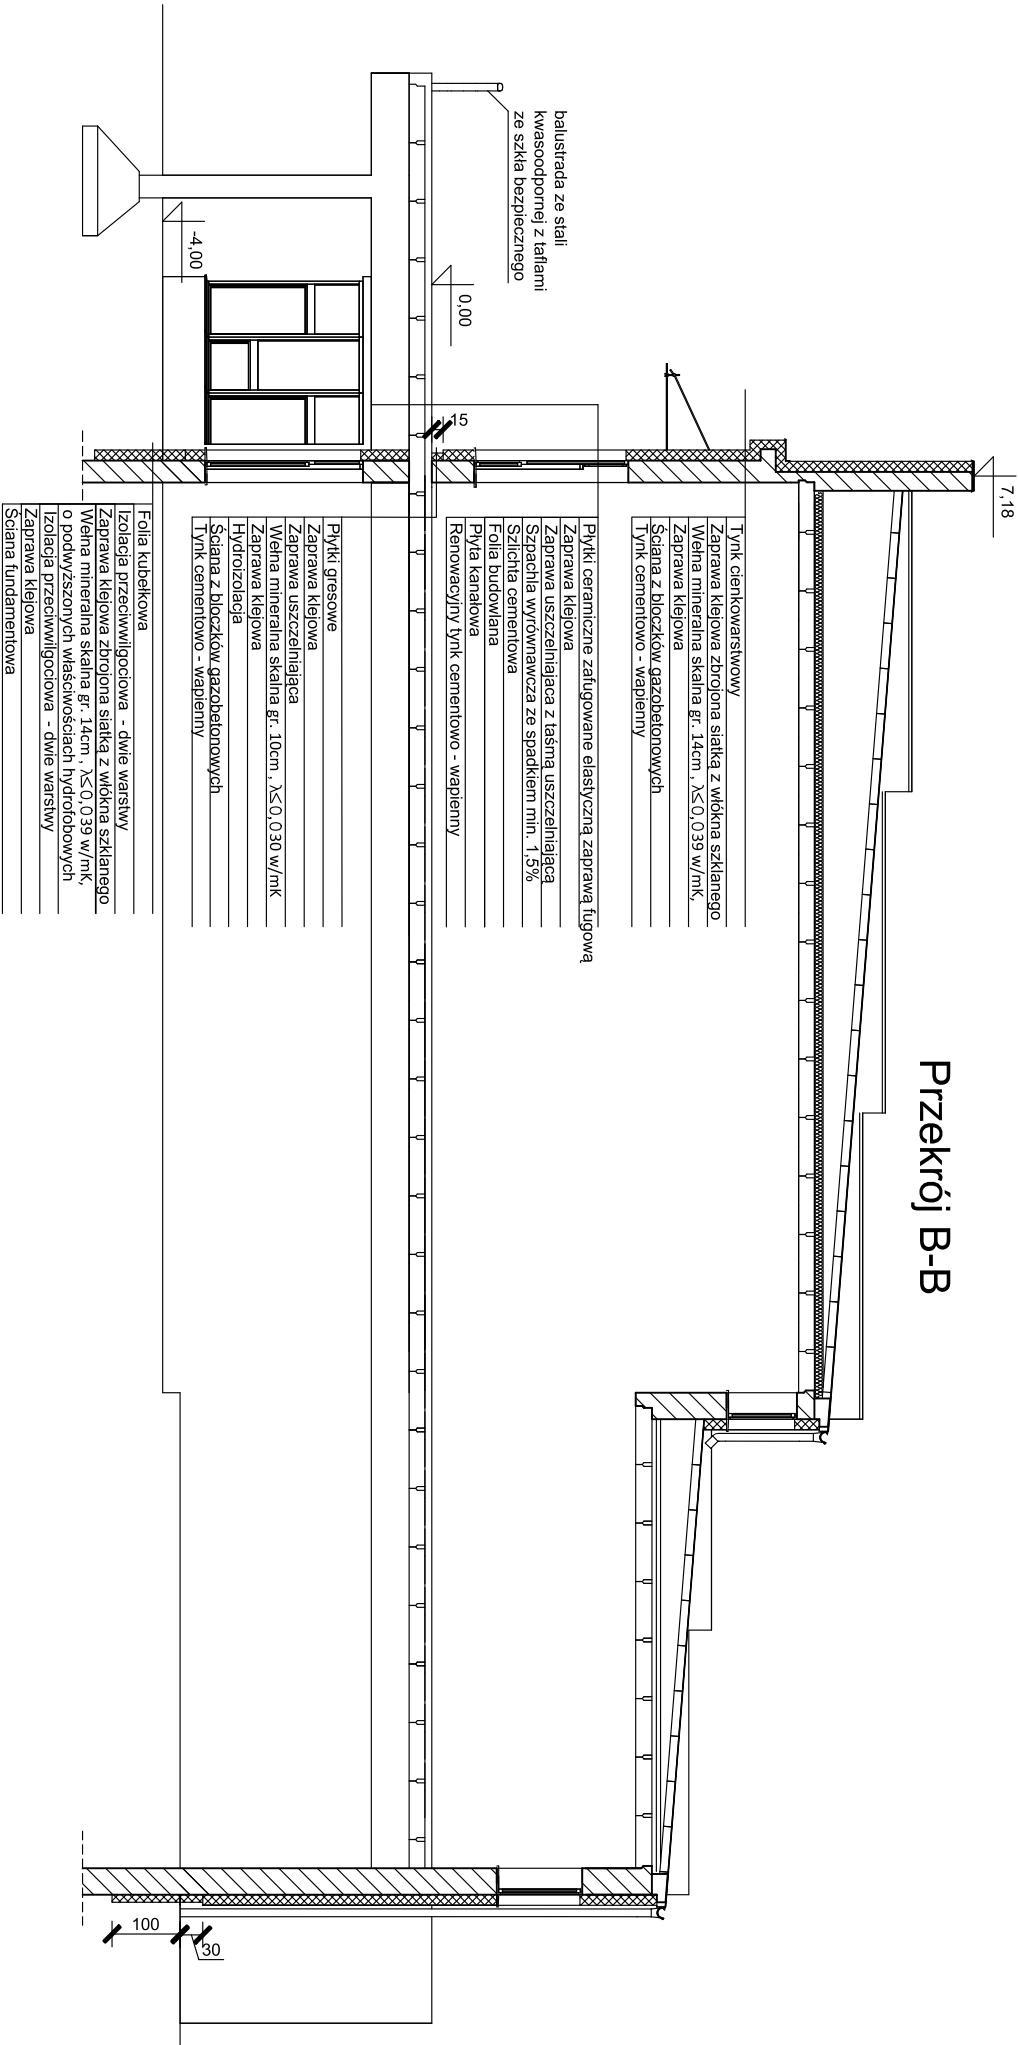 Przekrój B-B
7,18
balustrada ze stali
kwasoodpornej z taflami
ze szkła bezpiecznego
0,00
-4,00
15
Tynk cienkowarstwowy
Zaprawa klejowa zbrojona siatką z włókna szklanego
Wełna mineralna skalna gr. 14cm , λ≤0,039 w/mK,
Zaprawa klejowa
Ściana z bloczków gazobetonowych
Tynk cementowo - wapienny
Płytki ceramiczne zafugowane elastyczną zaprawą fugową
Zaprawa klejowa
Zaprawa uszczelniajaca z taśmą uszczelniającą
Szpachla wyrównawcza ze spadkiem min. 1,5%
Szlichta cementowa
Folia budowlana
Płyta kanałowa
Renowacyjny tynk cementowo - wapienny
Płytki gresowe
Zaprawa klejowa
Zaprawa uszczelniająca
Wełna mineralna skalna gr. 10cm , λ≤0,030 w/mK
Zaprawa klejowa
Hydroizolacja
Ściana z bloczków gazobetonowych
Tynk cementowo - wapienny
Folia kubełkowa
Izolacja przeciwwilgociowa - dwie warstwy
Zaprawa klejowa zbrojona siatką z włókna szklanego
Wełna mineralna skalna gr. 14cm , λ≤0,039 w/mK,
o podwyższonych właściwościach hydrofobowych
Izolacja przeciwwilgociowa - dwie warstwy
Zaprawa klejowa
Ściana fundamentowa
100
30